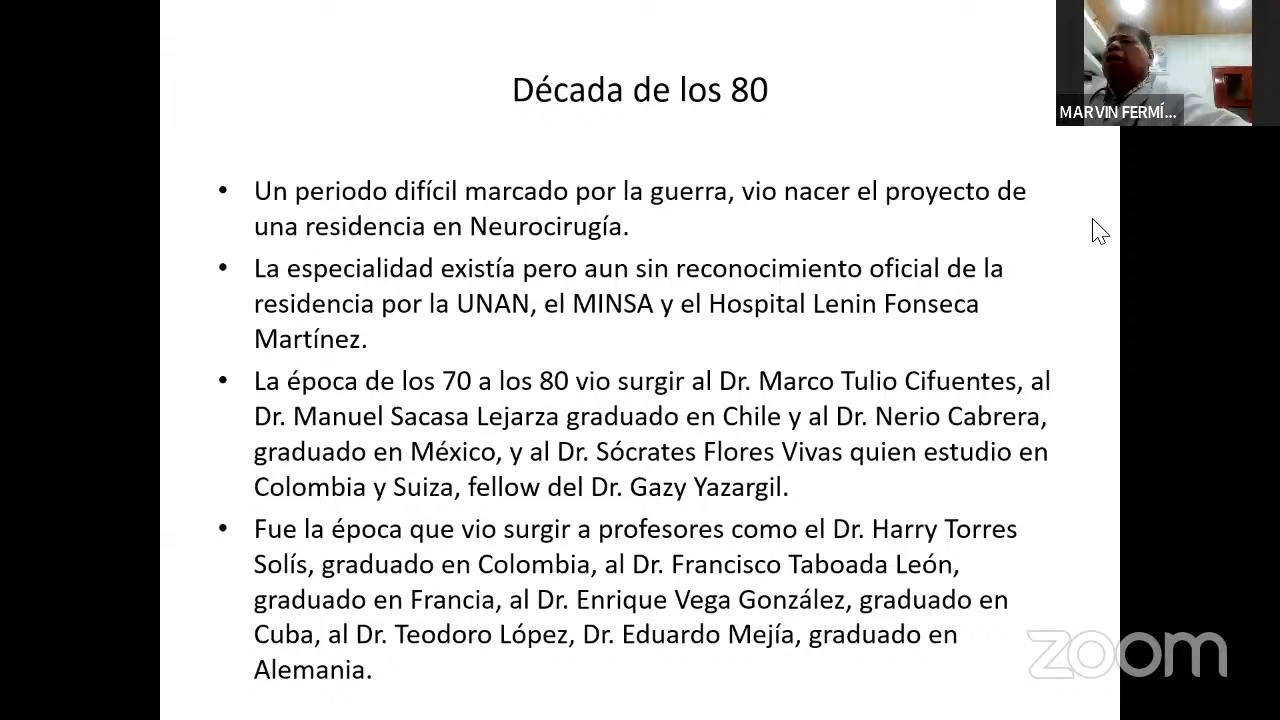 Década de los 80
MARVIN FERMÍ...
• Un periodo difícil marcado por la guerra, vio nacer el proyecto de
una residencia en Neurocirugía.
• La especialidad existía pero aun sin reconocimiento oficial de la
residencia por la UNAN, el MINSA y el Hospital Lenin Fonseca
Martínez.
• La época de los 70 a los 80 vio surgir al Dr. Marco Tulio Cifuentes, al
Dr. Manuel Sacasa Lejarza graduado en Chile y al Dr. Nerio Cabrera,
graduado en México, y al Dr. Sócrates Flores Vivas quien estudio en
Colombia y Suiza, fellow del Dr. Gazy Yazargil.
• Fue la época que vio surgir a profesores como el Dr. Harry Torres
Solís, graduado en Colombia, al Dr. Francisco Taboada León,
graduado en Francia, al Dr. Enrique Vega González, graduado en
Cuba, al Dr. Teodoro López, Dr. Eduardo Mejía, graduado en
Alemania.
zoom